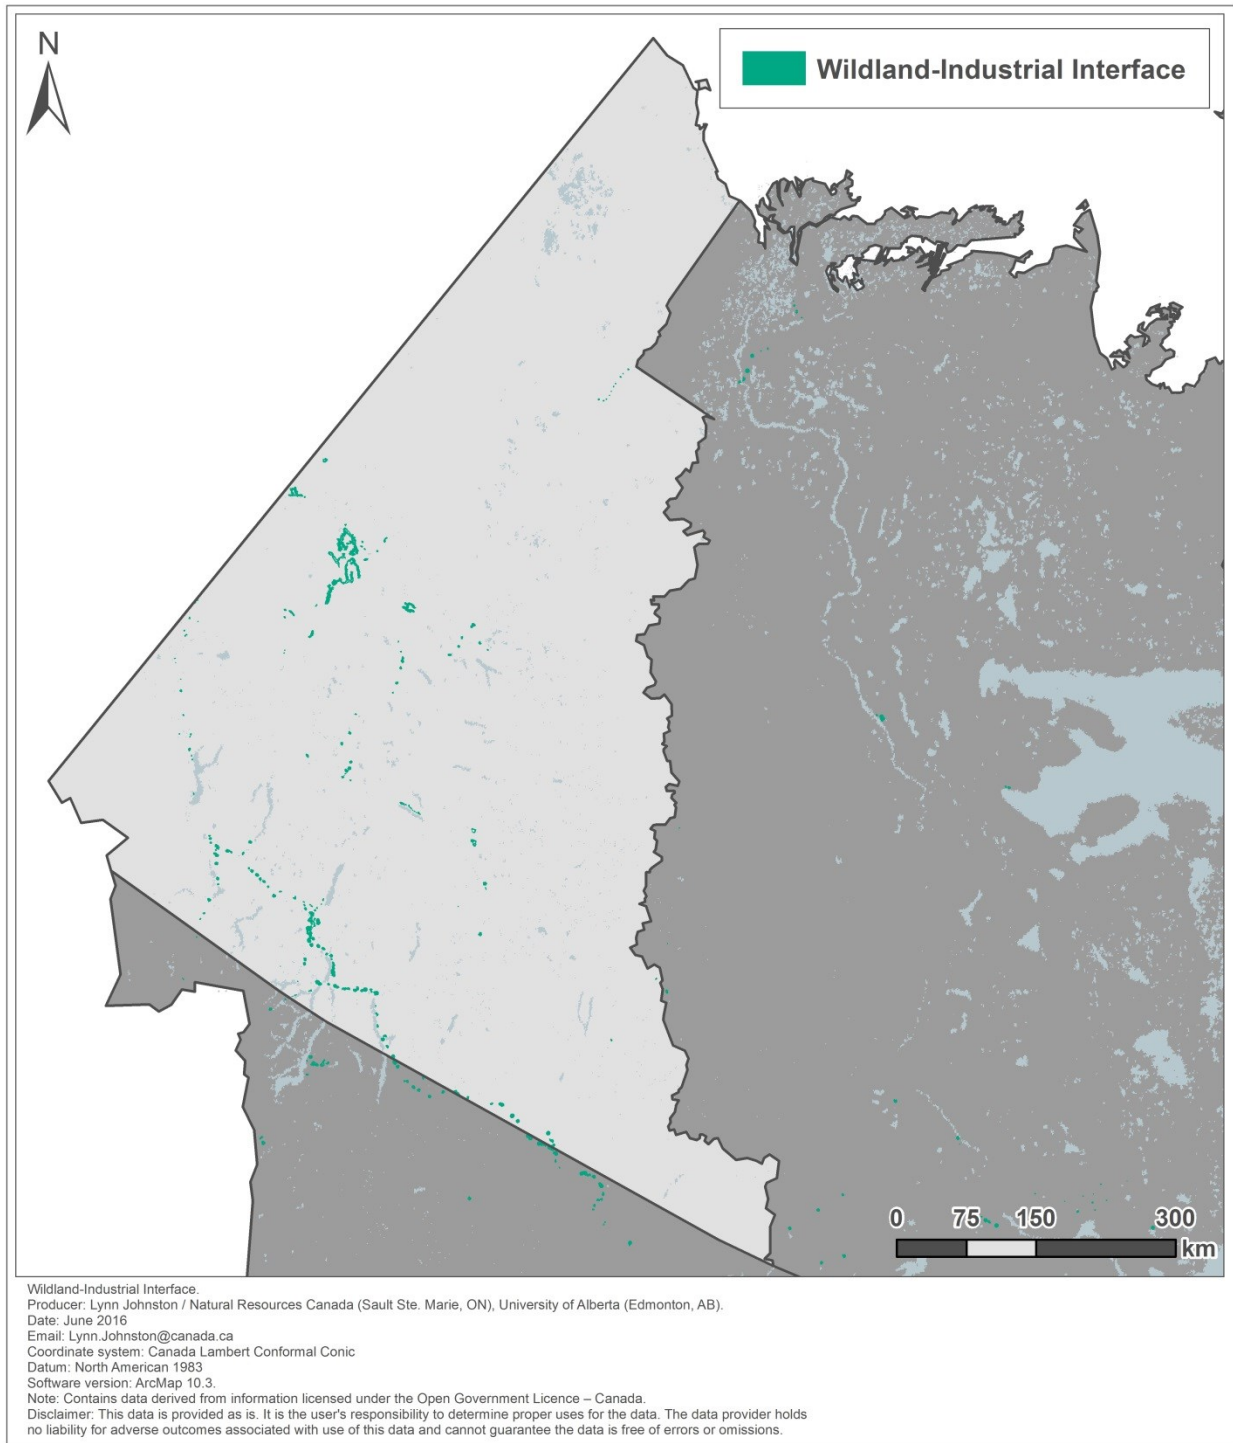 N
Wildland-Industrial Interface
0 75 150 300
km
Wildland-Industrial Interface.
Producer: Lynn Johnston / Natural Resources Canada (Sault Ste. Marie, ON), University of Alberta (Edmonton, AB).
Date: June 2016
Email: Lynn.Johnston@canada.ca
Coordinate system: Canada Lambert Conformal Conic
Datum: North American 1983
Software version: ArcMap 10.3.
Note: Contains data derived from information licensed under the Open Government Licence – Canada.
Disclaimer: This data is provided as is. It is the user's responsibility to determine proper uses for the data. The data provider holds
no liability for adverse outcomes associated with use of this data and cannot guarantee the data is free of errors or omissions.